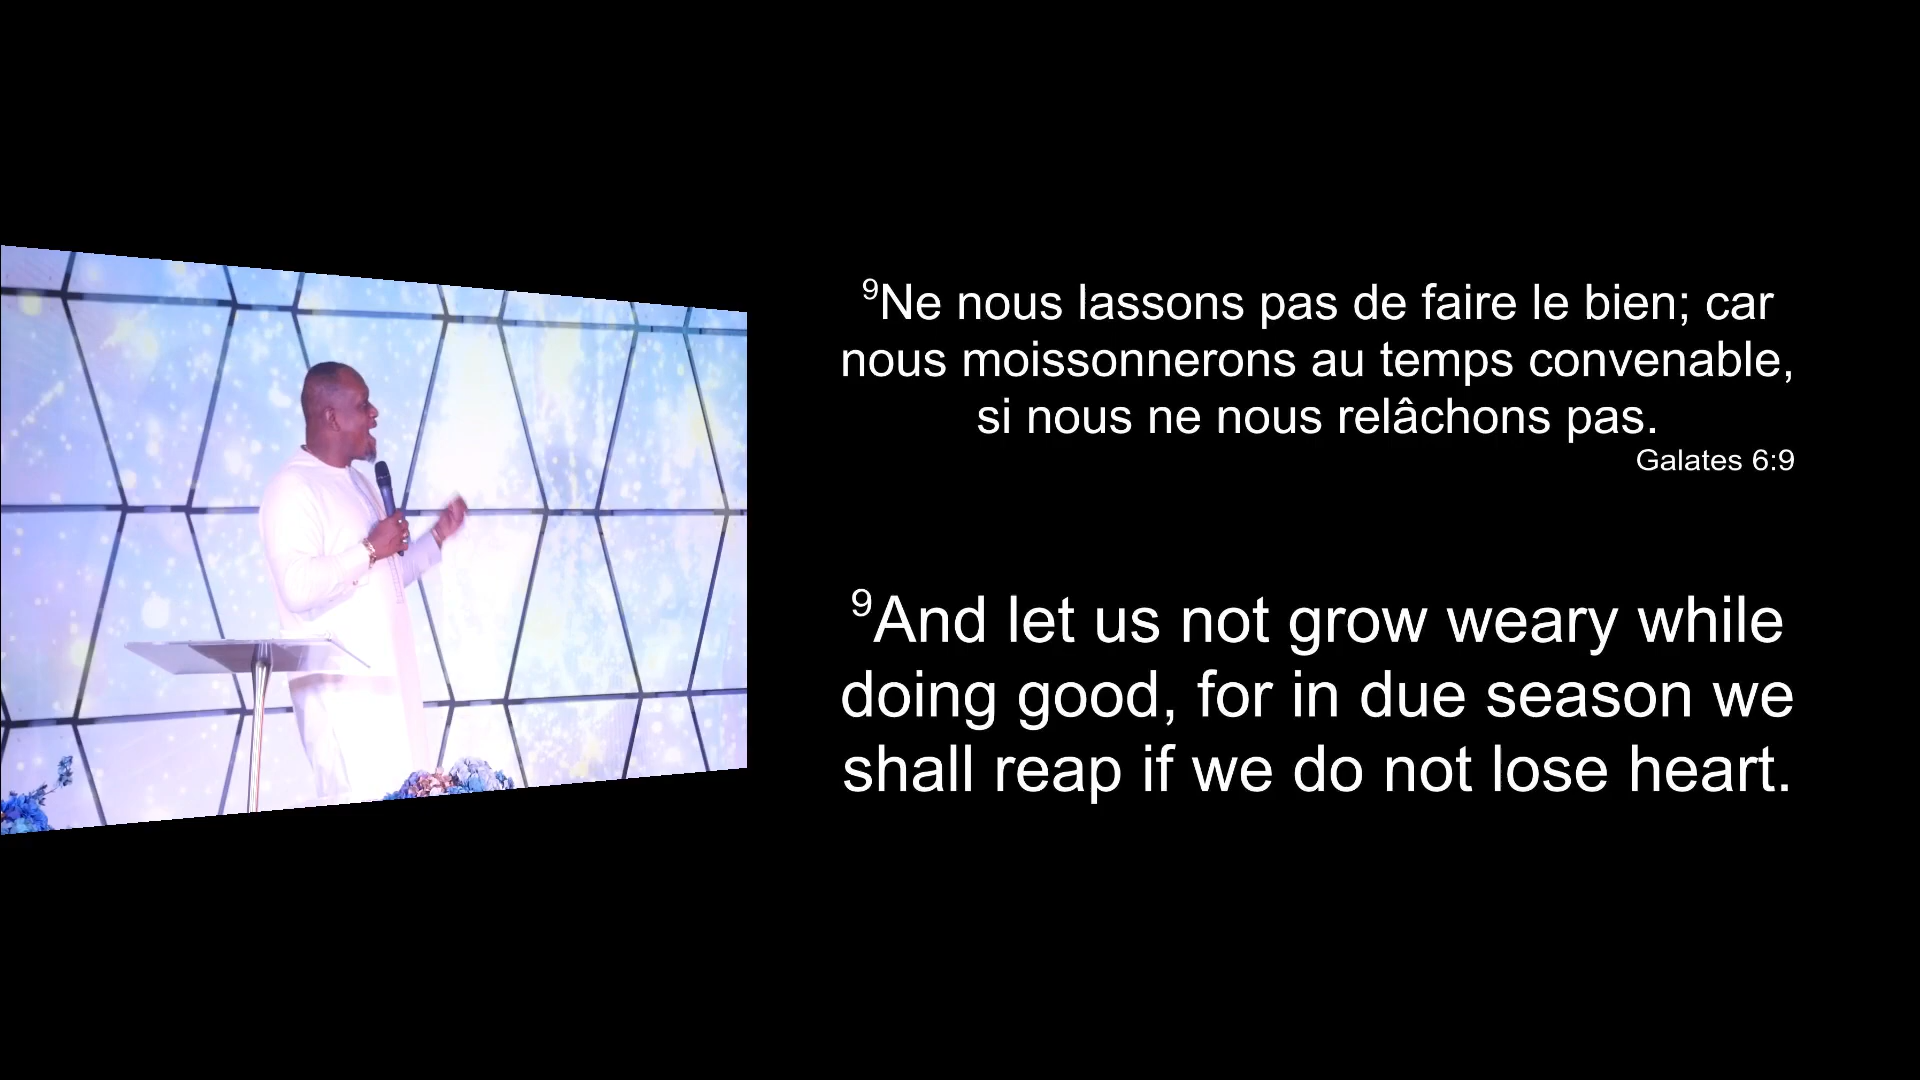 ⁹Ne nous lassons pas de faire le bien; car
nous moissonnerons au temps convenable,
si nous ne nous relâchons pas.
Galates 6:9
⁹And let us not grow weary while
doing good, for in due season we
shall reap if we do not lose heart.